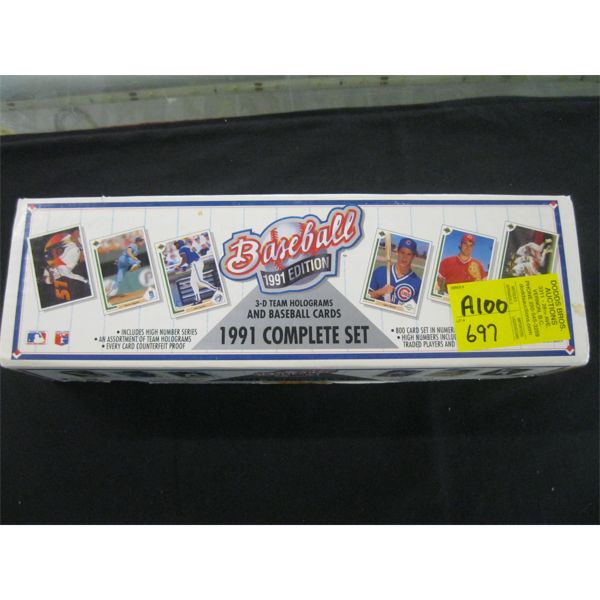 Baseball
1991 EDITION
3-D TEAM HOLOGRAMS
AND BASEBALL CARDS
1991 COMPLETE SET
• INCLUDES HIGH NUMBER SERIES
• AN ASSORTMENT OF TEAM HOLOGRAMS
• EVERY CARD COUNTERFEIT PROOF
• 800 CARD SET IN NUMER
• HIGH NUMBERS INCLU
TRADED PLAYERS AND
A100
697
DODDS BROS.
AUCTIONS
VERNON, B.C.
51